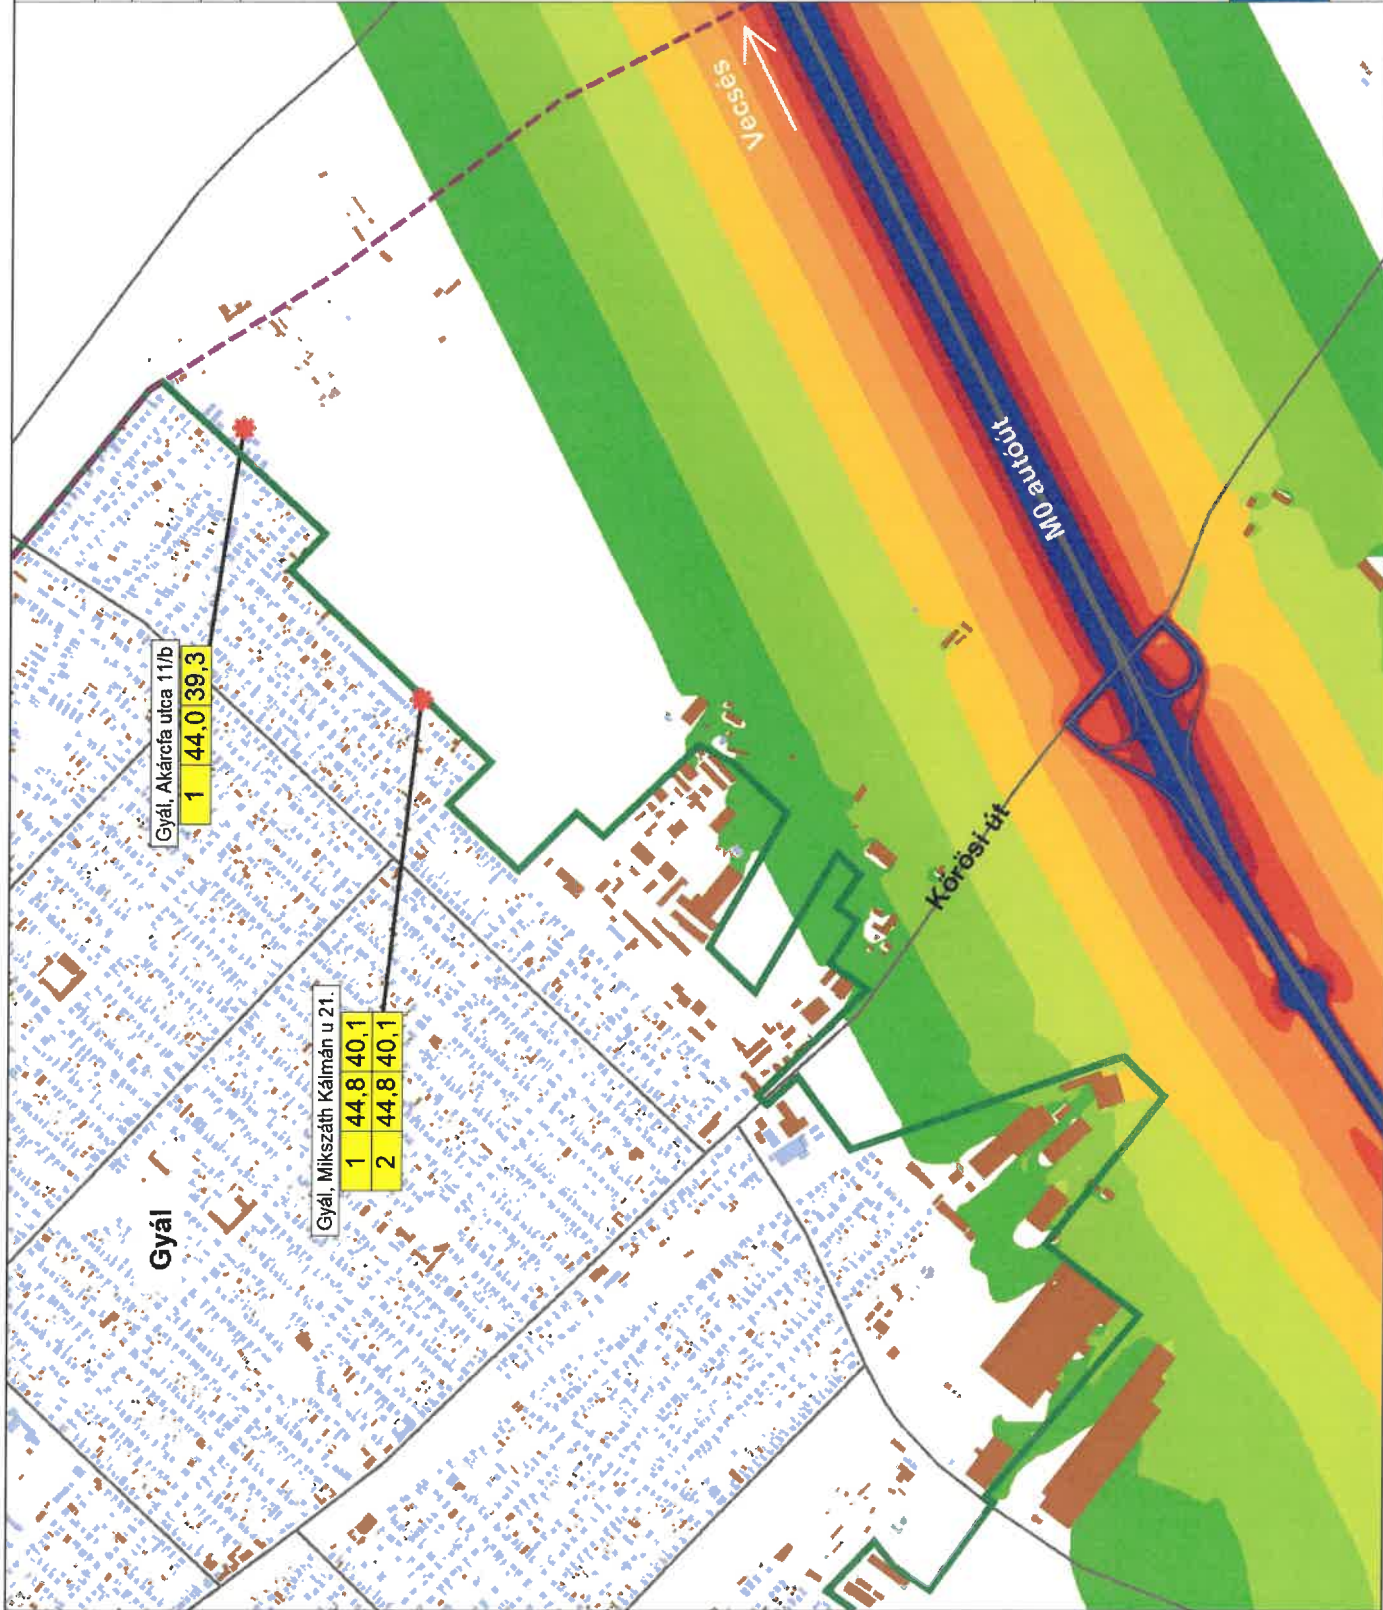 Vecsés
Gyál, Akárcfa utca 11/b
1 44,0 39,3
M0 autóút
Kőrösi út
Gyál, Mikszáth Kálmán u 21.
1 44,8 40,1
2 44,8 40,1
Gyál